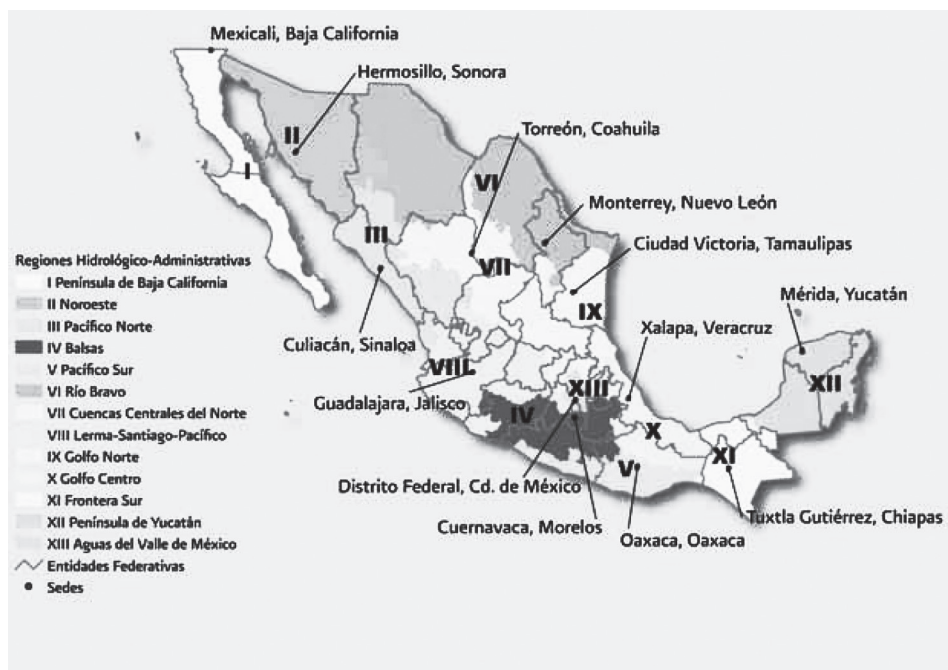 Mexicali, Baja California
Hermosillo, Sonora
Torreón, Coahuila
II
I
VI
Monterrey, Nuevo León
III
Ciudad Victoria, Tamaulipas
VII
Regiones Hidrológico-Administrativas
I Península de Baja California
II Noroeste
III Pacífico Norte
IV Balsas
V Pacífico Sur
VI Río Bravo
VII Cuencas Centrales del Norte
VIII Lerma-Santiago-Pacífico
IX Golfo Norte
X Golfo Centro
XI Frontera Sur
XII Península de Yucatán
XIII Aguas del Valle de México
Entidades Federativas
Sedes
Mérida, Yucatán
IX
Xalapa, Veracruz
Culiacán, Sinaloa
VIII
XIII
XII
Guadalajara, Jalisco
IV
X
XI
V
Distrito Federal, Cd. de México
Tuxtla Gutiérrez, Chiapas
Cuernavaca, Morelos
Oaxaca, Oaxaca